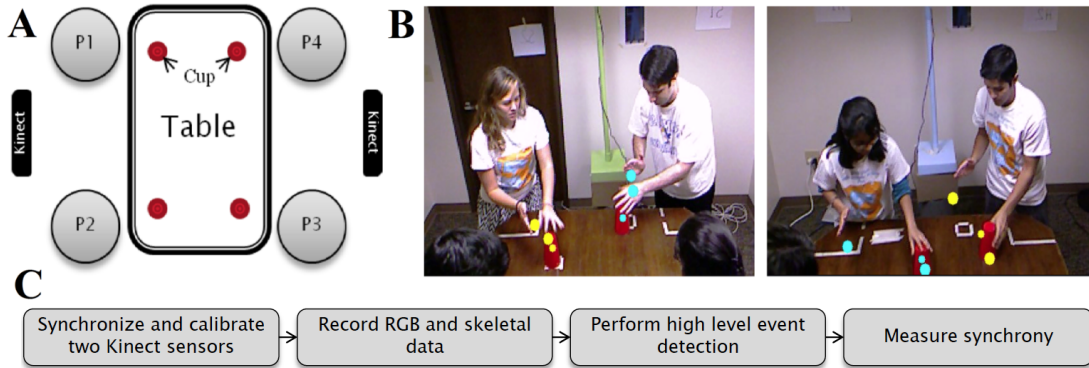 A
P1
P4
Cup
Kinect
Table
Kinect
P2
P3
B
C
Synchronize and calibrate
two Kinect sensors
Record RGB and skeletal
data
Perform high level event
detection
Measure synchrony